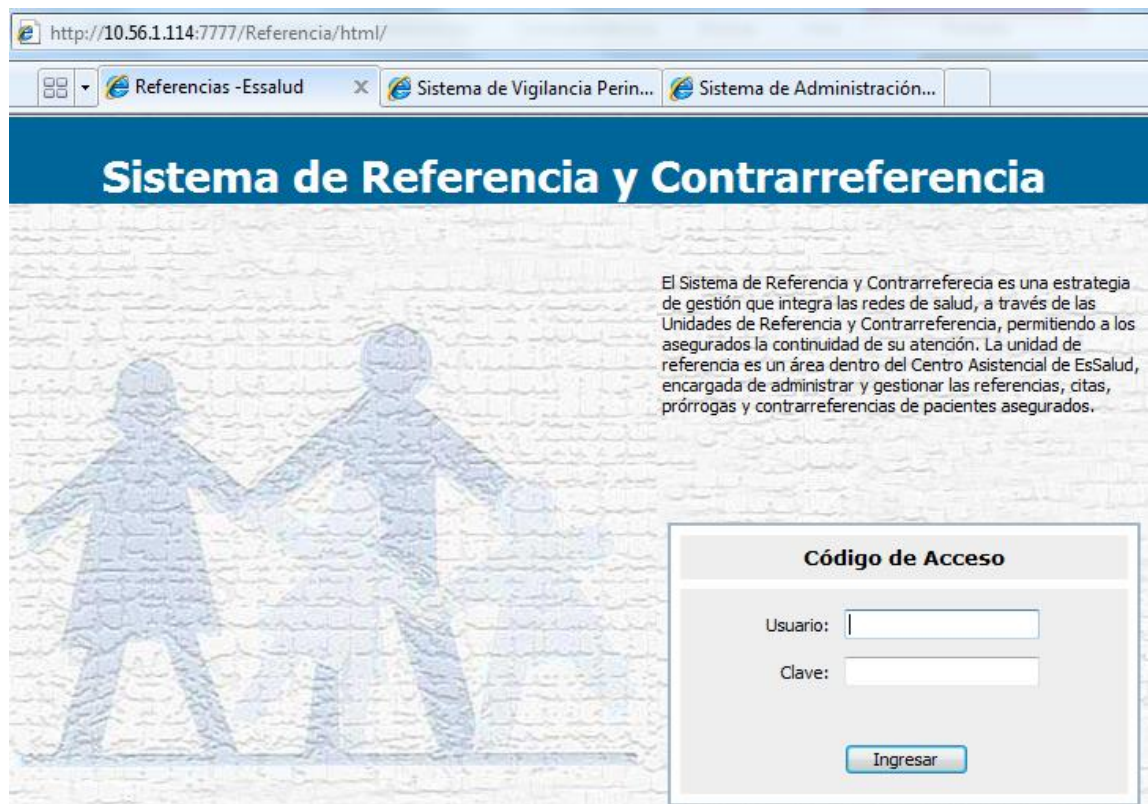 http://10.56.1.114:7777/Referencia/html/
Referencias -Essalud
Sistema de Vigilancia Perin...
Sistema de Administración...
Sistema de Referencia y Contrarreferencia
El Sistema de Referencia y Contrarreferecia es una estrategia
de gestión que integra las redes de salud, a través de las
Unidades de Referencia y Contrarreferencia, permitiendo a los
asegurados la continuidad de su atención. La unidad de
referencia es un área dentro del Centro Asistencial de EsSalud,
encargada de administrar y gestionar las referencias, citas,
prórrogas y contrarreferencias de pacientes asegurados.
Código de Acceso
Usuario:
Clave:
Ingresar